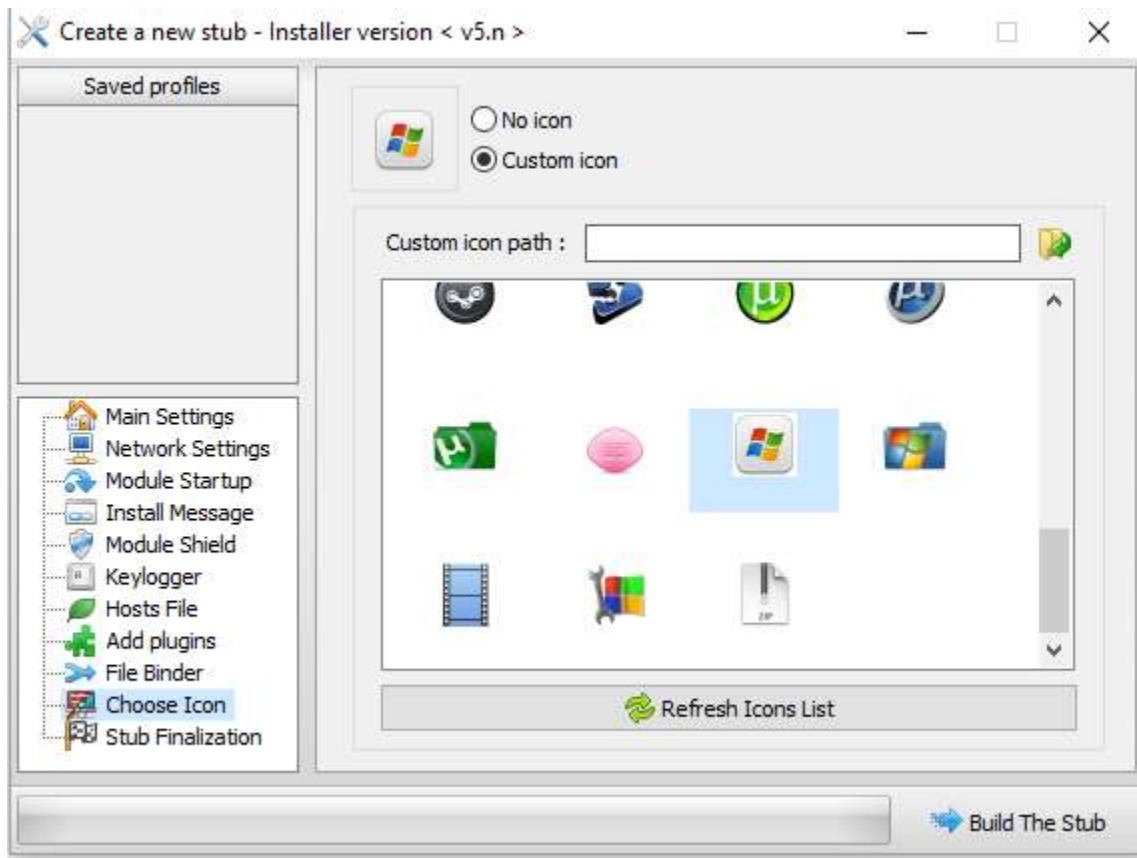 Create a new stub - Installer version < v5.n >
Saved profiles
No icon
Custom icon
Custom icon path :
Main Settings
Network Settings
Module Startup
Install Message
Module Shield
Keylogger
Hosts File
Add plugins
File Binder
Choose Icon
Stub Finalization
ZIP
Refresh Icons List
Build The Stub